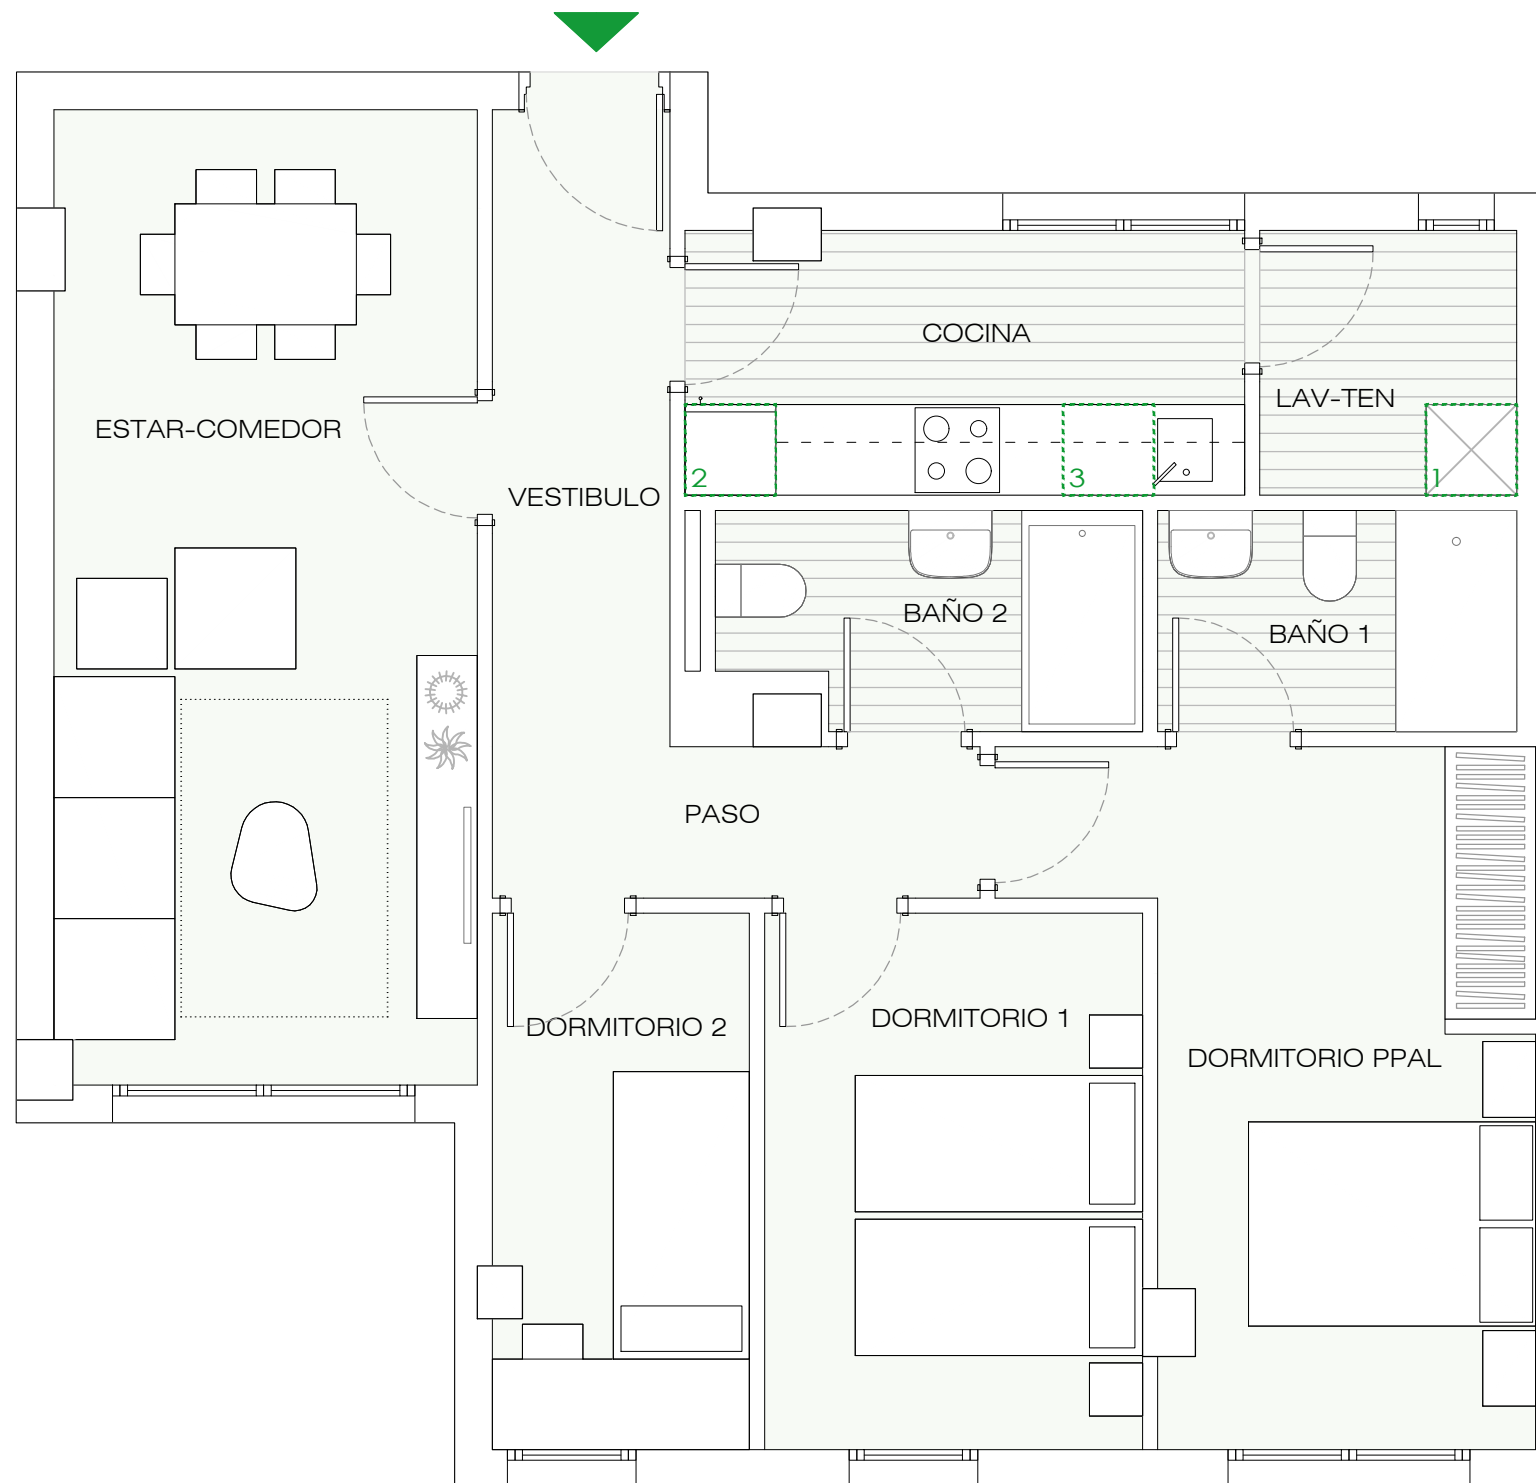 COCINA
LAV-TEN
ESTAR-COMEDOR
2
3
1
VESTIBULO
BAÑO 2
BAÑO 1
PASO
DORMITORIO 2
DORMITORIO 1
DORMITORIO PPAL